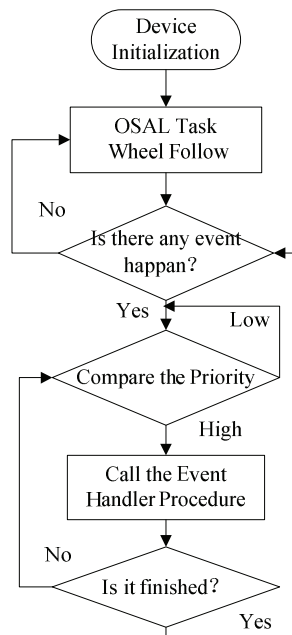 Device
Initialization
OSAL Task
Wheel Follow
No
Is there any event
happan?
Yes
Low
Compare the Priority
High
Call the Event
Handler Procedure
No
Is it finished?
Yes